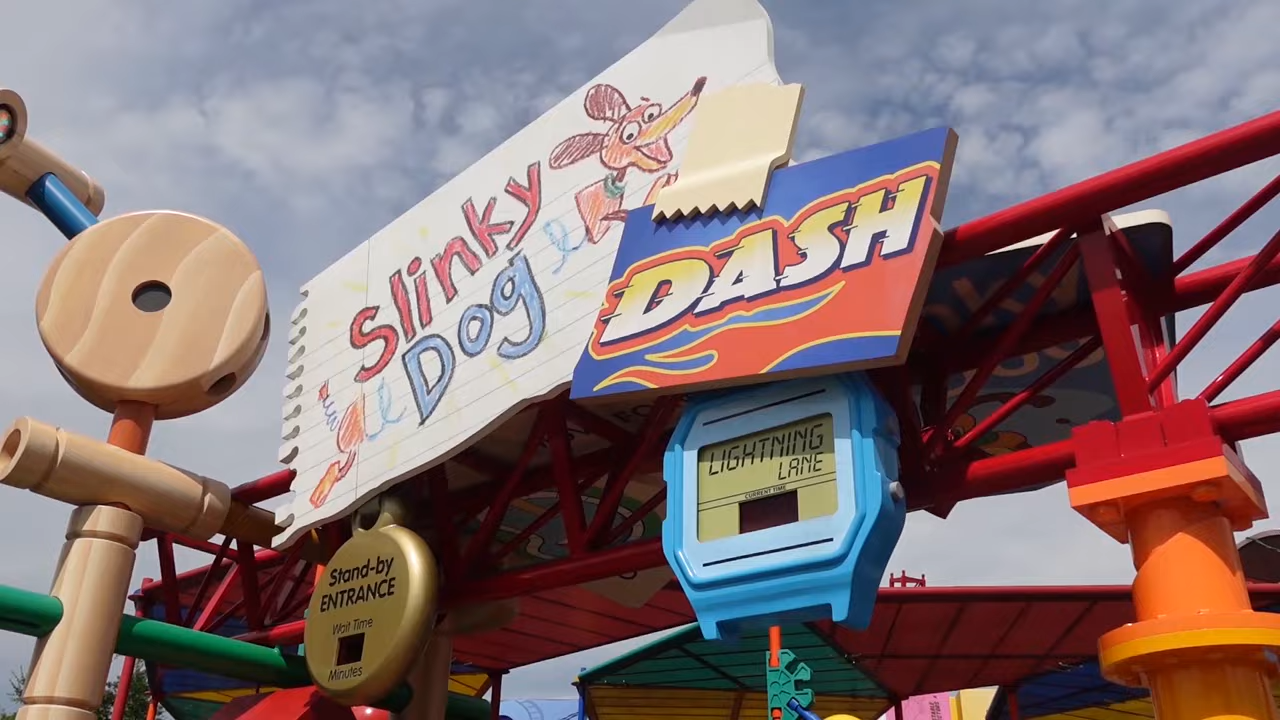 Slinky
Dog
DASH
LIGHTNING
LANE
CURRENT TIME
Stand-by
ENTRANCE
Wait Time
Minutes